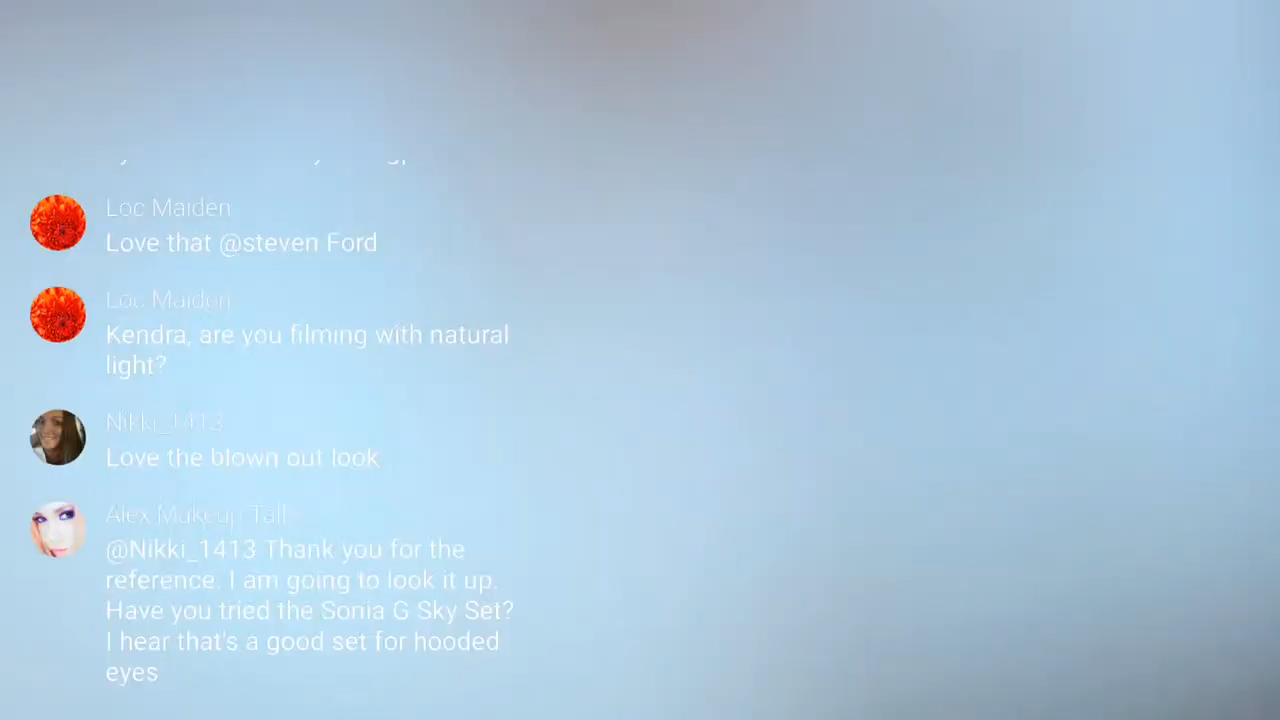 Loc Maiden
Love that @steven Ford
Loc Maiden
Kendra, are you filming with natural
light?
Nikki_1413
Love the blown out look
Alex Makeup Talk
@Nikki_1413 Thank you for the
reference. I am going to look it up.
Have you tried the Sonia G Sky Set?
I hear that's a good set for hooded
eyes